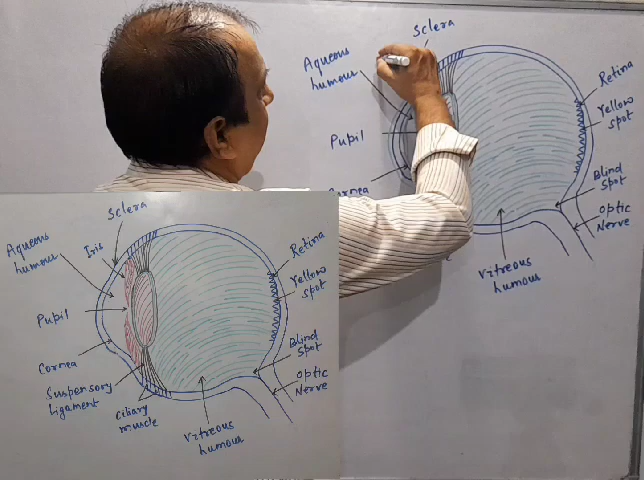 Sclera
Aqueous
humour
Pupil
Cornea
Retina
Yellow
spot
Blind
spot
optic
Nerve
Vitreous
humour
Sclera
Iris
Aqueous
humour
Pupil
Cornea
Suspensory
Ligament
Ciliary
muscle
Vitreous
humour
Retina
Yellow
spot
Blind
spot
optic
Nerve